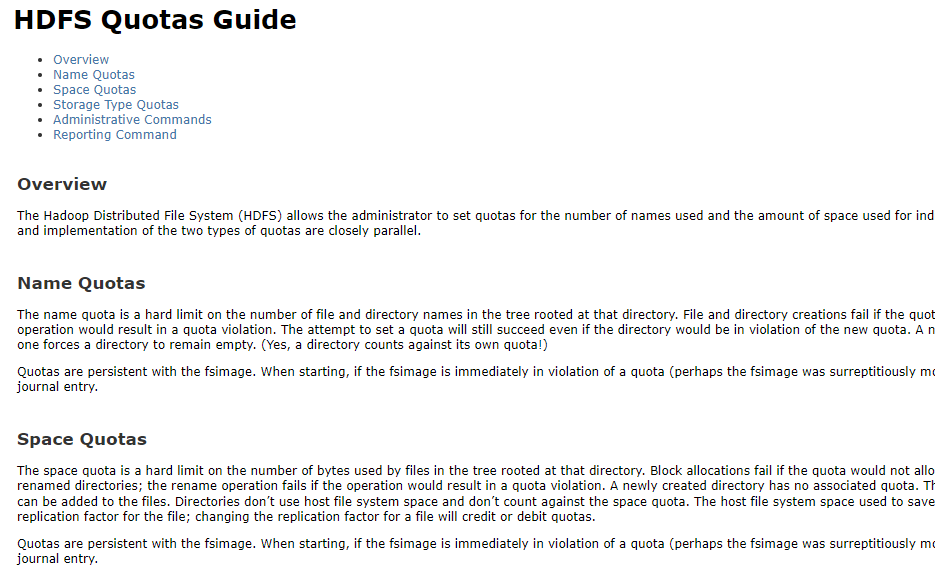 HDFS Quotas Guide
Overview
Name Quotas
Space Quotas
Storage Type Quotas
Administrative Commands
Reporting Command
Overview
The Hadoop Distributed File System (HDFS) allows the administrator to set quotas for the number of names used and the amount of space used for ind
and implementation of the two types of quotas are closely parallel.
Name Quotas
The name quota is a hard limit on the number of file and directory names in the tree rooted at that directory. File and directory creations fail if the quot
operation would result in a quota violation. The attempt to set a quota will still succeed even if the directory would be in violation of the new quota. A n
one forces a directory to remain empty. (Yes, a directory counts against its own quota!)
Quotas are persistent with the fsimage. When starting, if the fsimage is immediately in violation of a quota (perhaps the fsimage was surreptitiously mo
journal entry.
Space Quotas
The space quota is a hard limit on the number of bytes used by files in the tree rooted at that directory. Block allocations fail if the quota would not allo
renamed directories; the rename operation fails if the operation would result in a quota violation. A newly created directory has no associated quota. Th
can be added to the files. Directories don’t use host file system space and don’t count against the space quota. The host file system space used to save
replication factor for the file; changing the replication factor for a file will credit or debit quotas.
Quotas are persistent with the fsimage. When starting, if the fsimage is immediately in violation of a quota (perhaps the fsimage was surreptitiously mo
journal entry.